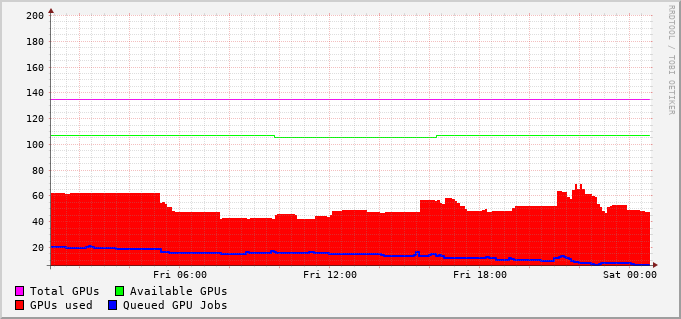 200
180
160
140
120
100
80
60
40
20
Fri 06:00 Fri 12:00 Fri 18:00 Sat 00:00
Total GPUs Available GPUs
GPUs used Queued GPU Jobs
RRDTOOL / TOBI OETIKER